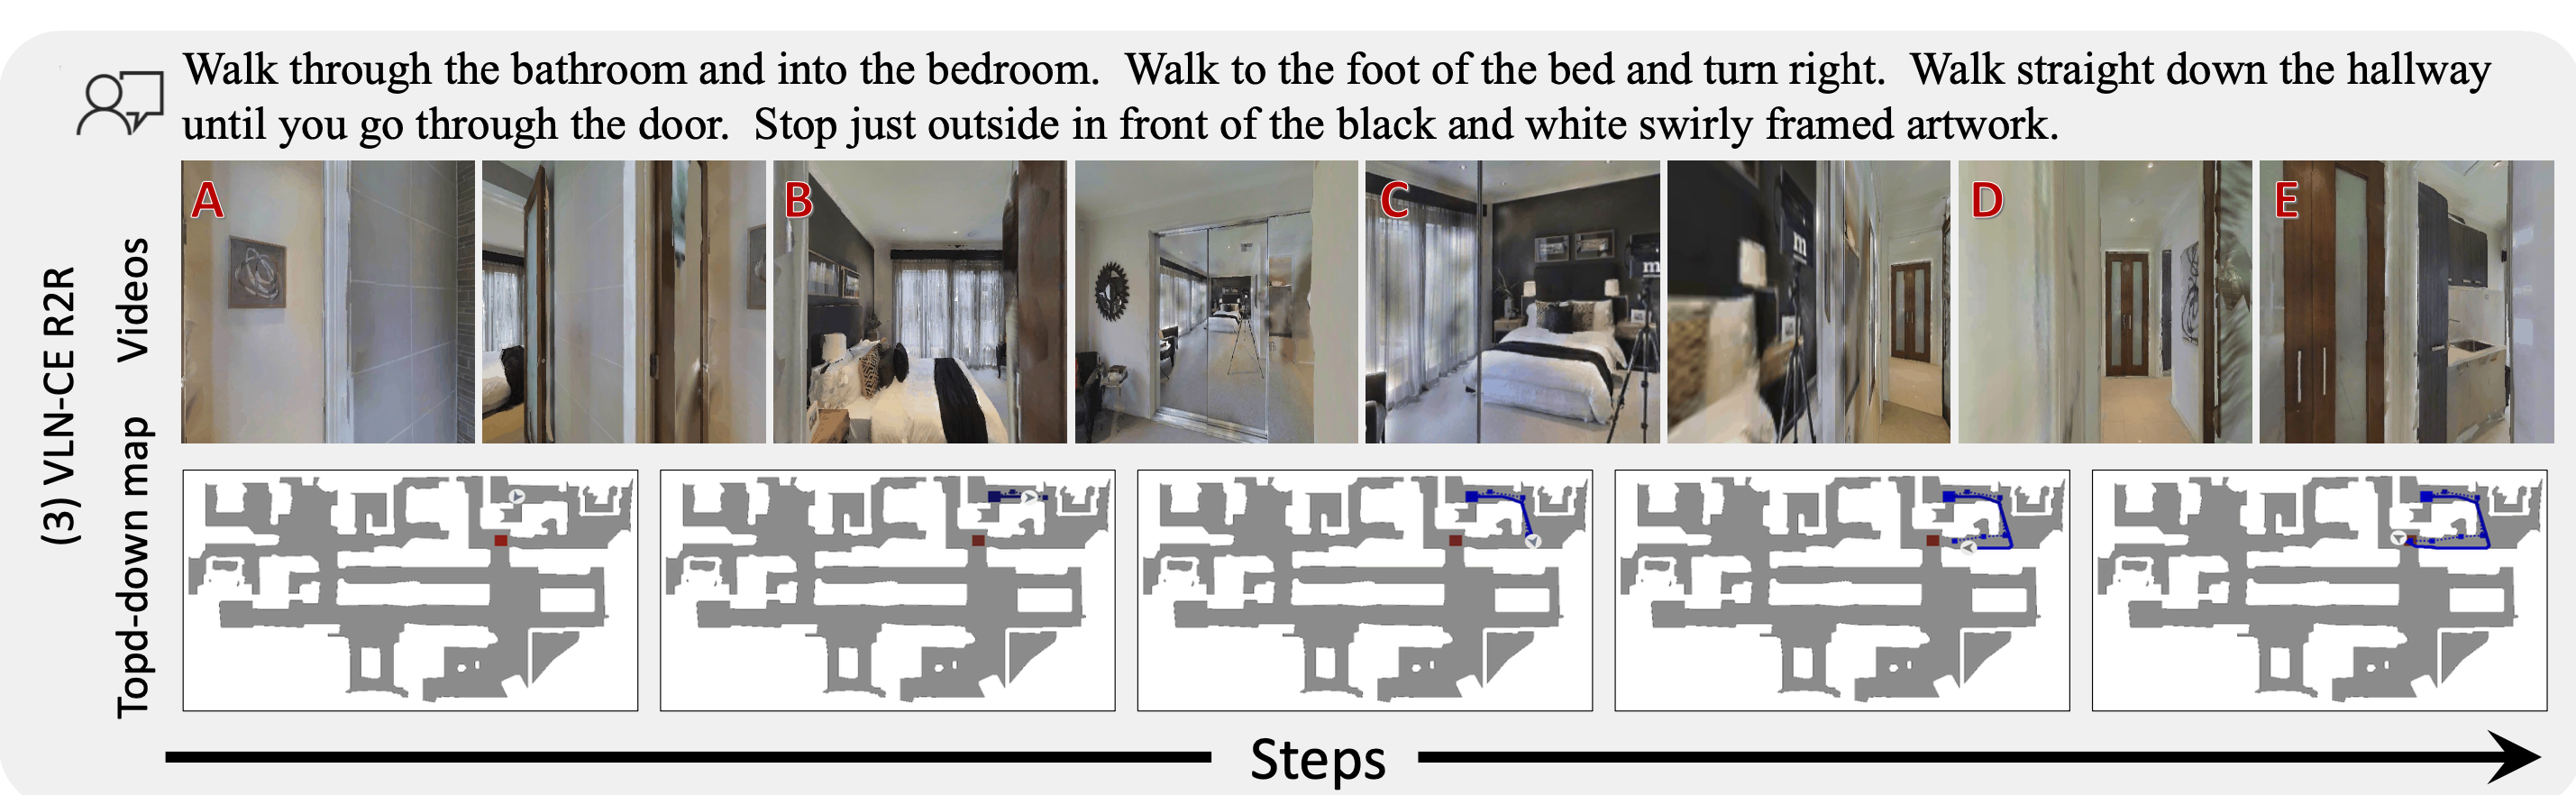 Walk through the bathroom and into the bedroom. Walk to the foot of the bed and turn right. Walk straight down the hallway
until you go through the door. Stop just outside in front of the black and white swirly framed artwork.
(3) VLN-CE R2R
Videos
A
B
C
m
m
D
E
Topd-down map
Steps